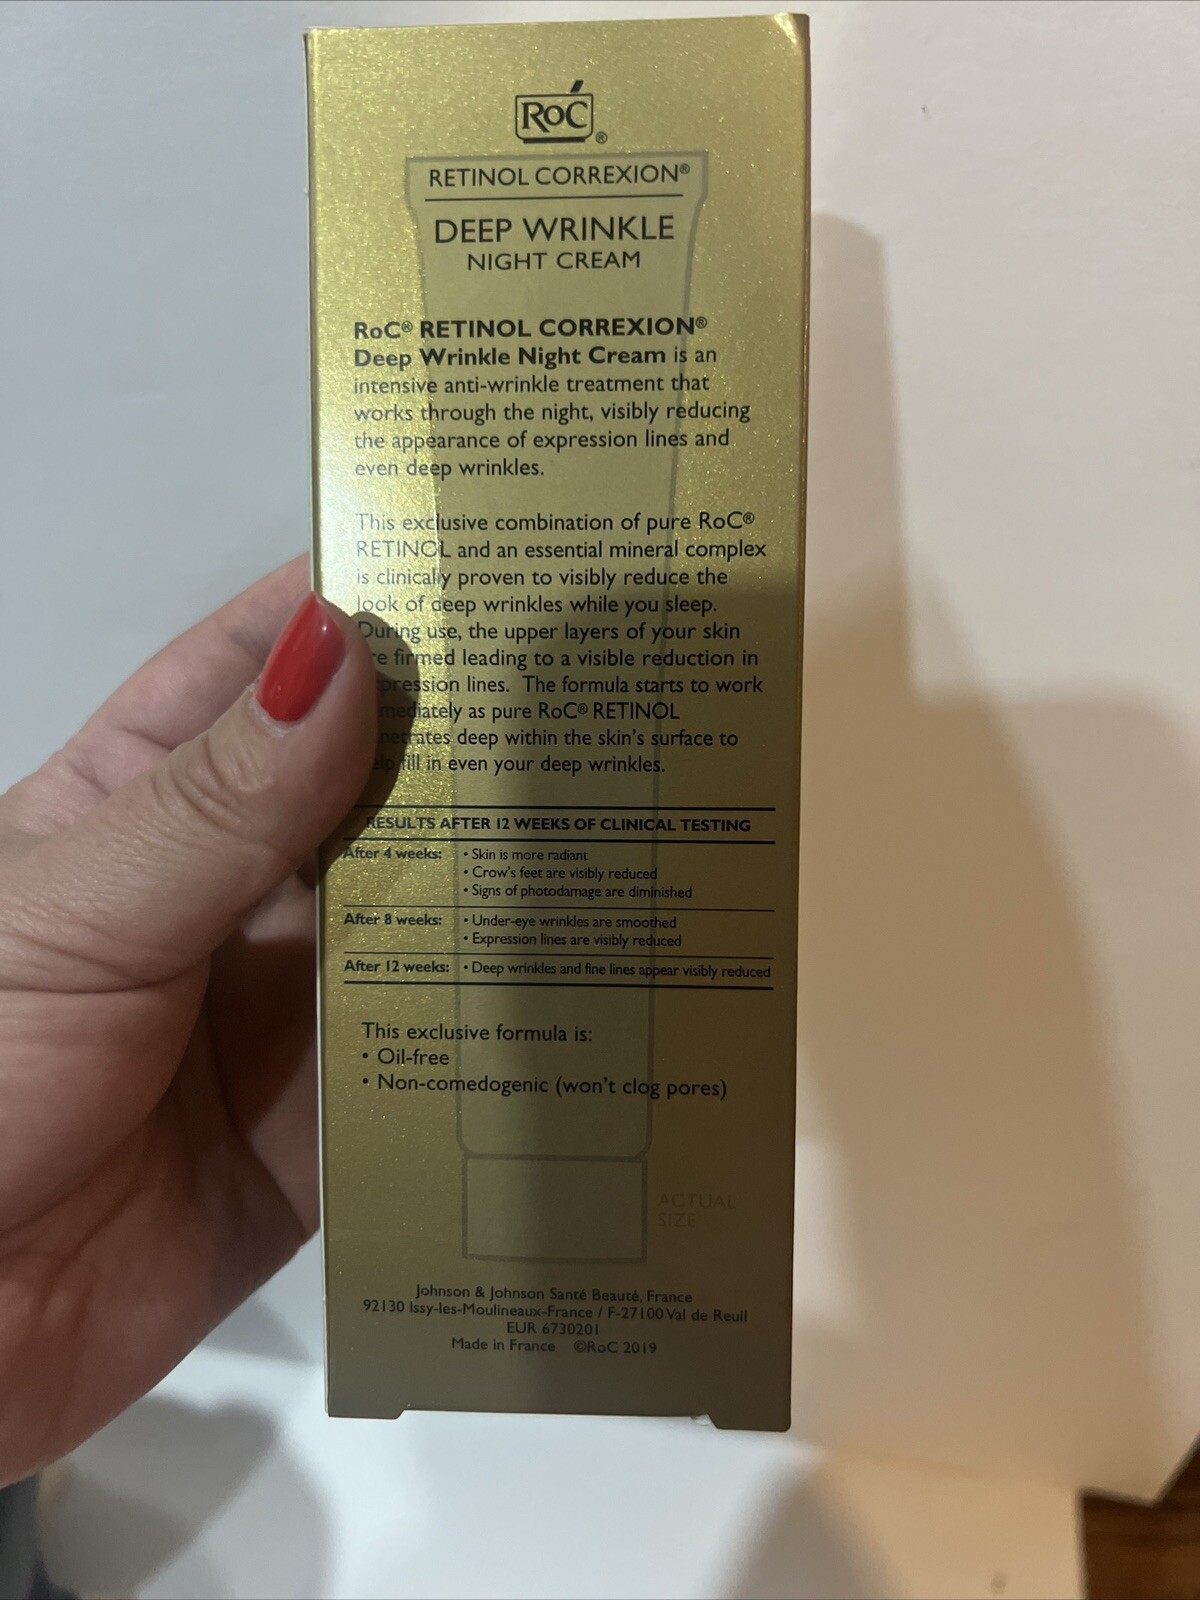 RoC®
RETINOL CORREXION®
DEEP WRINKLE
NIGHT CREAM
RoC® RETINOL CORREXION®
Deep Wrinkle Night Cream is an
intensive anti-wrinkle treatment that
works through the night, visibly reducing
the appearance of expression lines and
even deep wrinkles.
This exclusive combination of pure RoC®
RETINOL and an essential mineral complex
is clinically proven to visibly reduce the
look of deep wrinkles while you sleep.
During use, the upper layers of your skin
re firmed leading to a visible reduction in
pression lines. The formula starts to work
mediately as pure RoC® RETINOL
netrates deep within the skin's surface to
elp fill in even your deep wrinkles.
RESULTS AFTER 12 WEEKS OF CLINICAL TESTING
After 4 weeks: • Skin is more radiant
• Crow's feet are visibly reduced
• Signs of photodamage are diminished
After 8 weeks: • Under-eye wrinkles are smoothed
• Expression lines are visibly reduced
After 12 weeks: • Deep wrinkles and fine lines appear visibly reduced
This exclusive formula is:
• Oil-free
• Non-comedogenic (won't clog pores)
ACTUAL
SIZE
Johnson & Johnson Santé Beauté, France
92130 Issy-les-Moulineaux-France / F-27100 Val de Reuil
EUR 6730201
Made in France ©RoC 2019